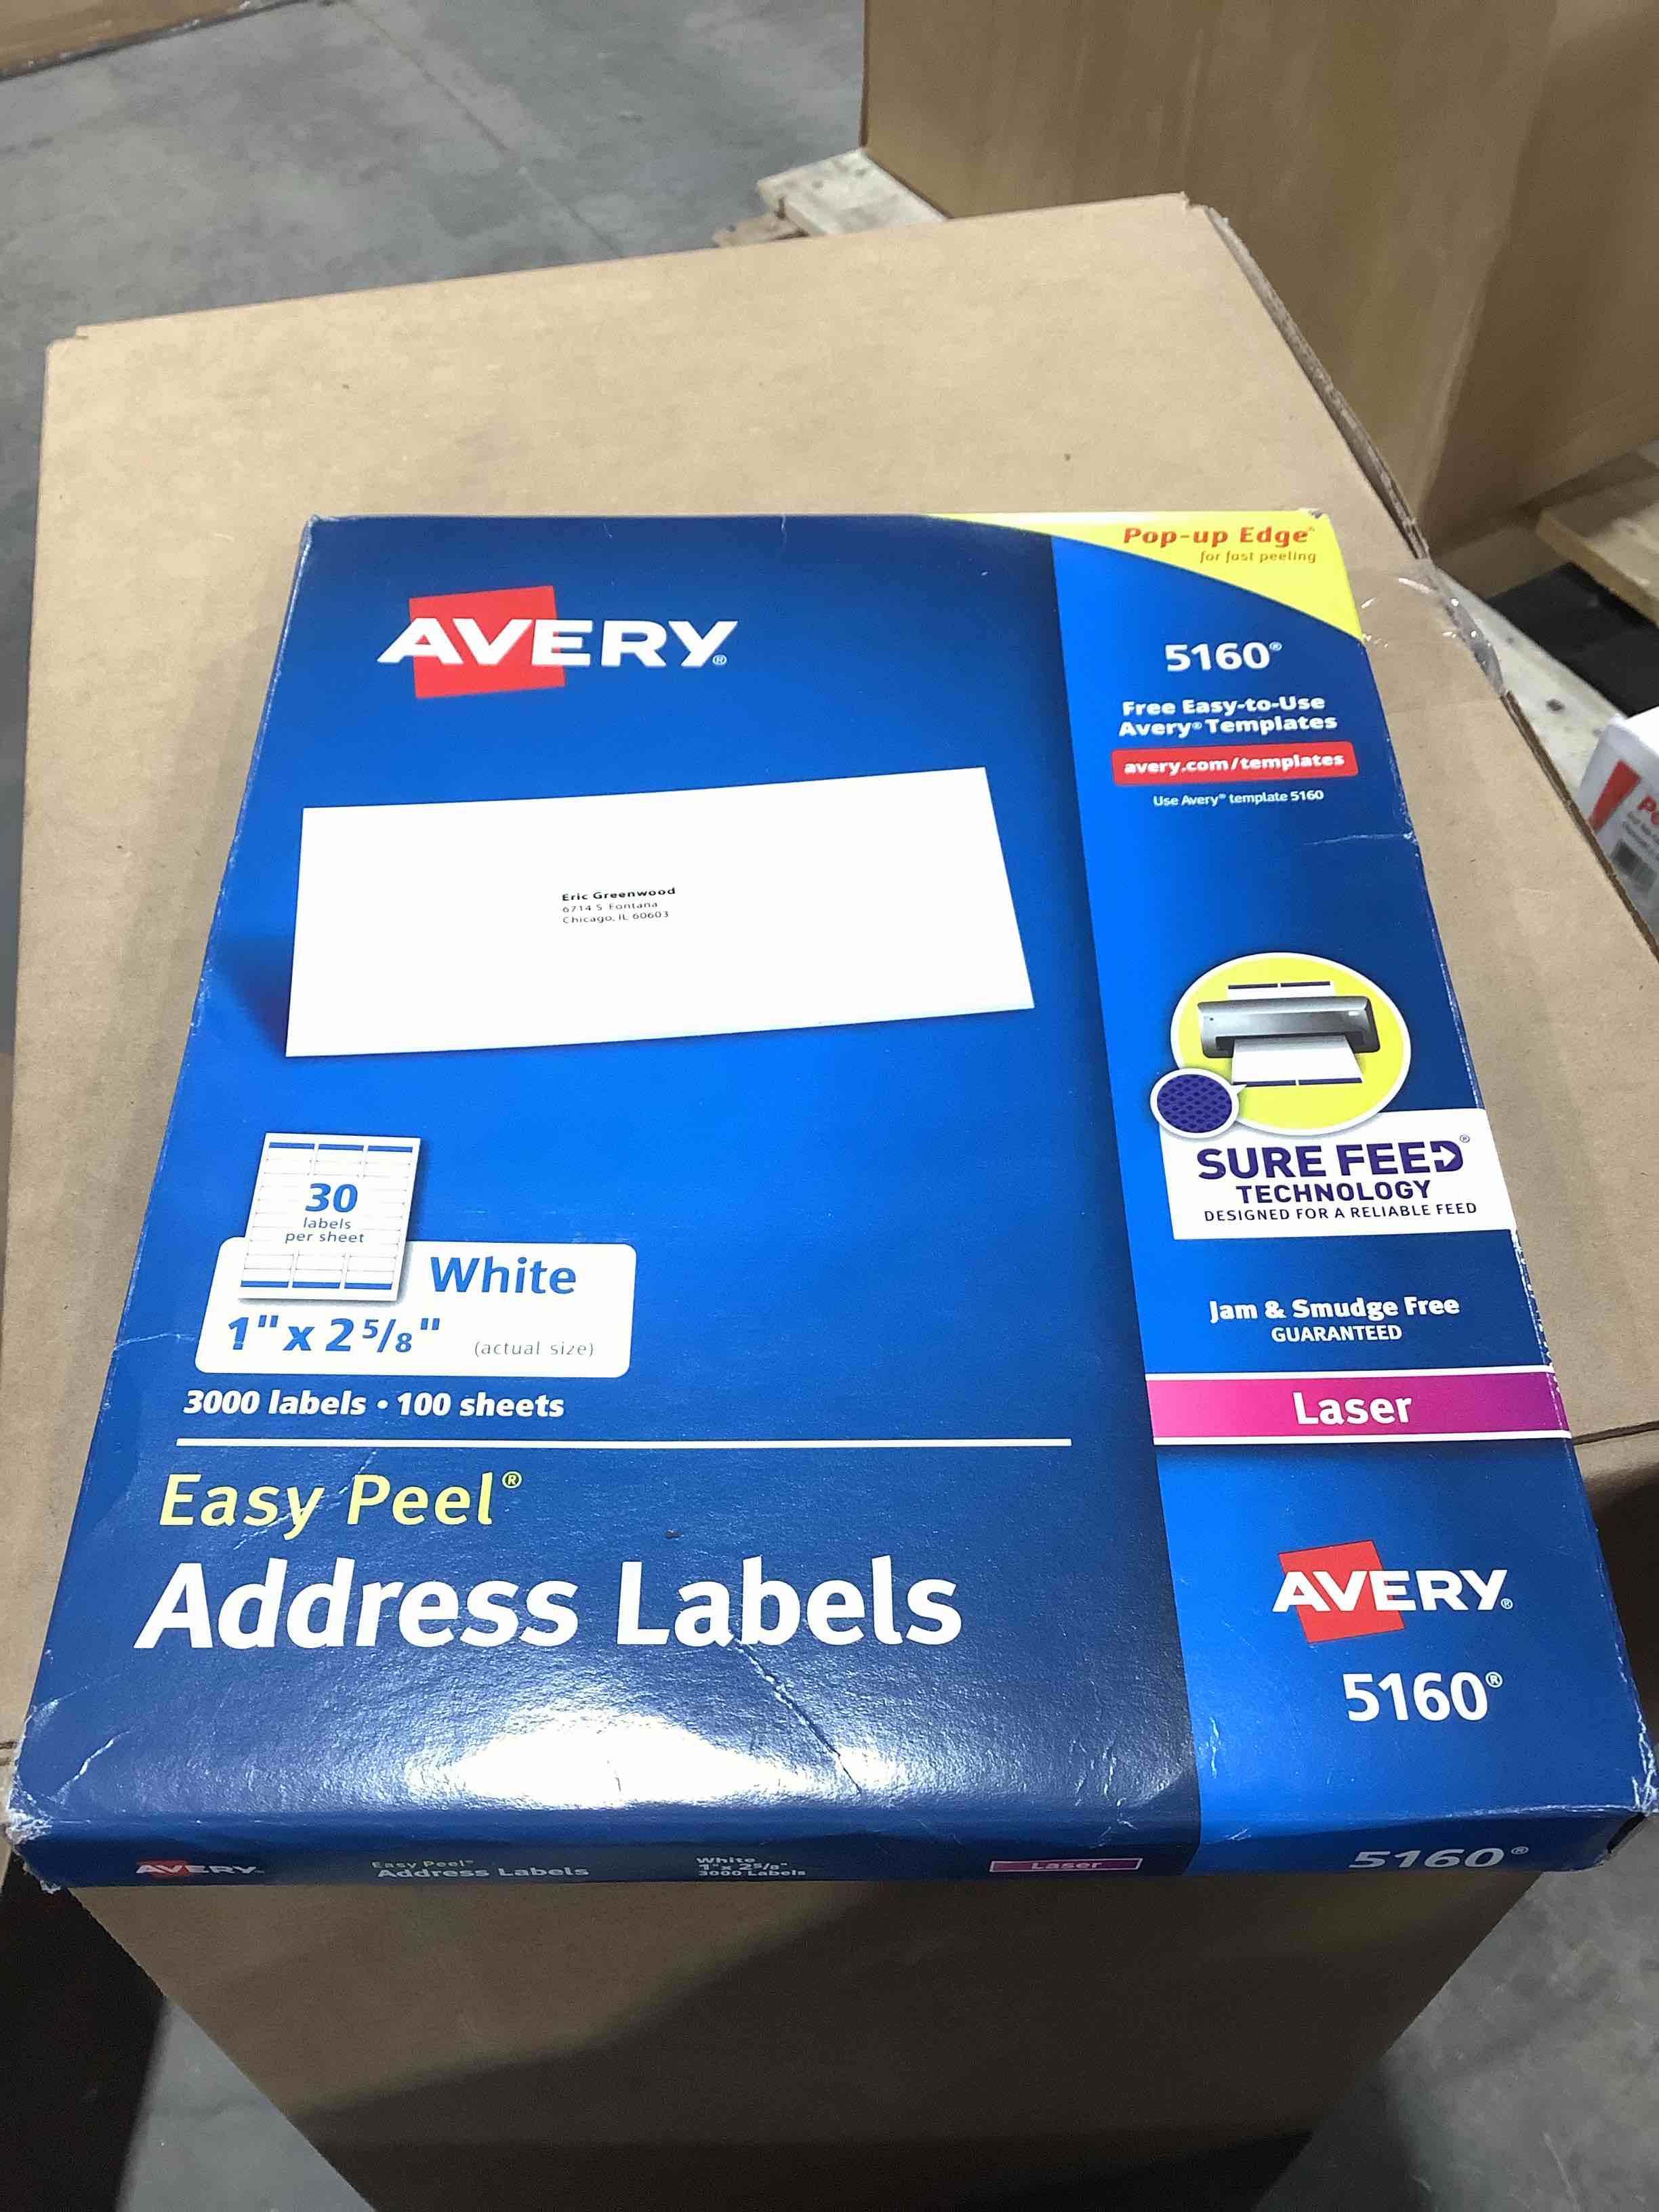 Pop-up Edge®
for fast peeling
AVERY®
5160®
Free Easy-to-Use
Avery® Templates
avery.com/templates
Use Avery® template 5160
Eric Greenwood
6714 S Fontana
Chicago, IL 60603
30
labels
per sheet
White
1" x 2 5/8" (actual size)
3000 labels • 100 sheets
SURE FEED®
TECHNOLOGY
DESIGNED FOR A RELIABLE FEED
Jam & Smudge Free
GUARANTEED
Laser
Easy Peel®
Address Labels
AVERY®
5160®
AVERY
Easy Peel®
Address Labels
White
1" x 2 5/8"
3000 Labels
Laser
5160®